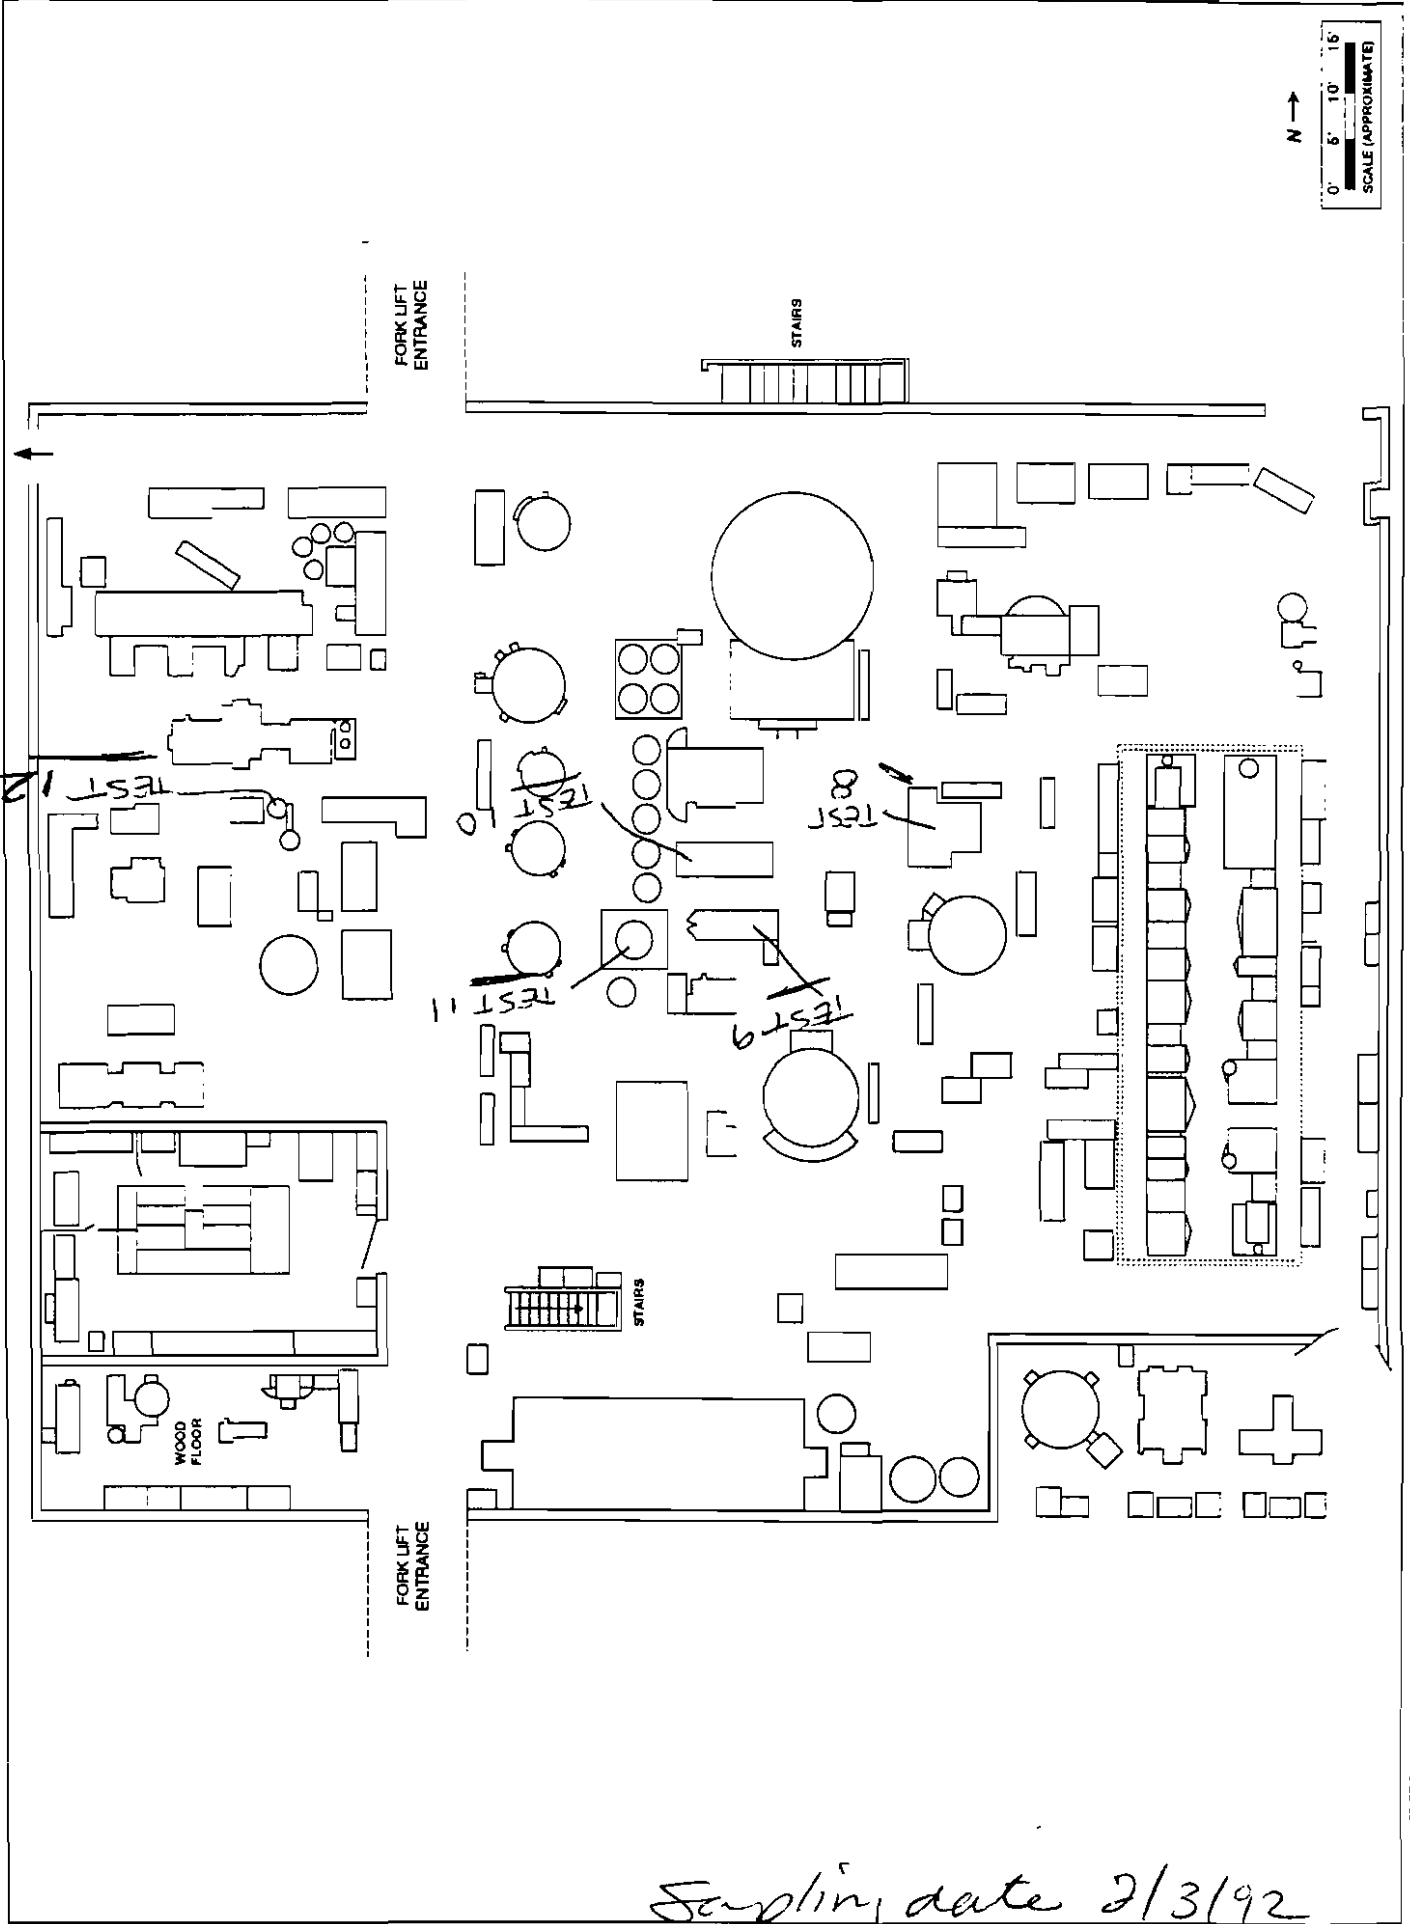 N
0' 5' 10' 15'
SCALE (APPROXIMATE)
FORK LIFT
ENTRANCE
STAIRS
TEST 12
TEST 10
TEST 8
TEST 11
TEST 9
STAIRS
WOOD
FLOOR
FORK LIFT
ENTRANCE
Sampling date 2/3/92